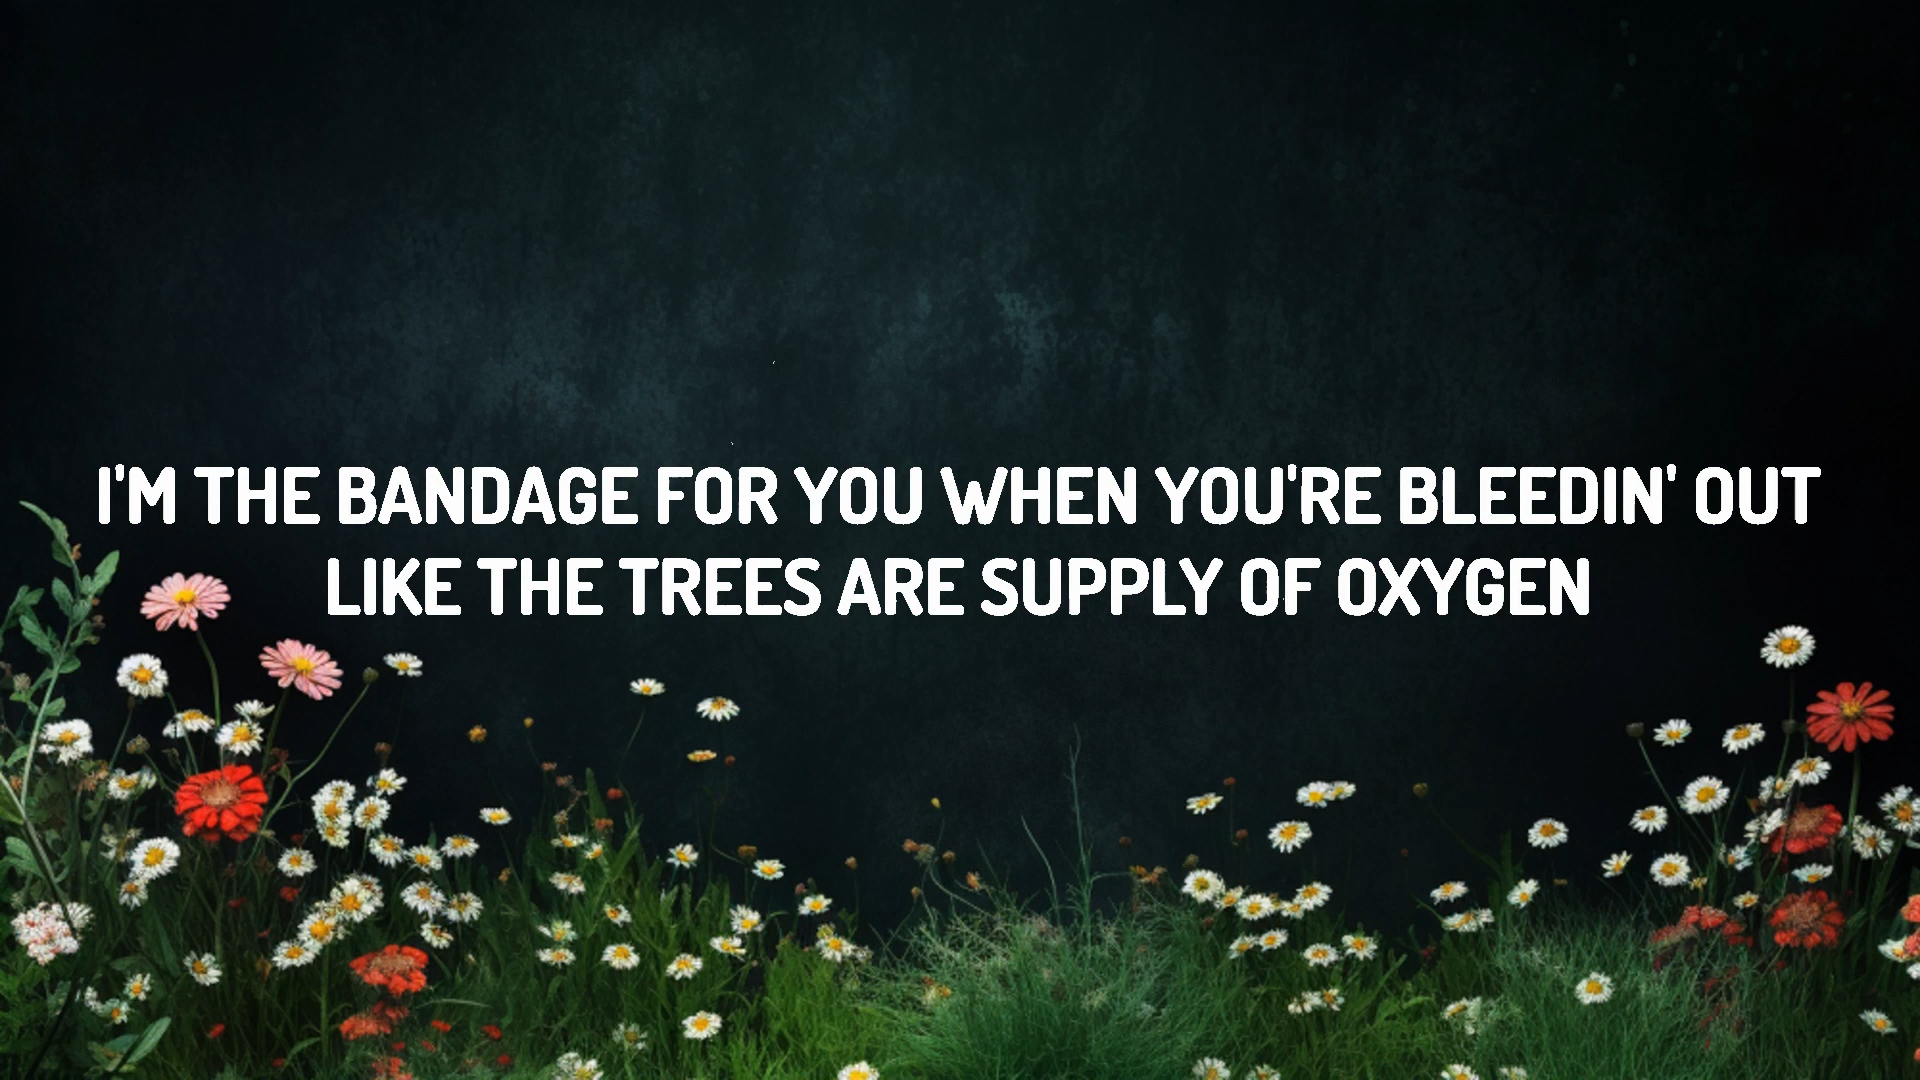 I'M THE BANDAGE FOR YOU WHEN YOU'RE BLEEDIN' OUT
LIKE THE TREES ARE SUPPLY OF OXYGEN